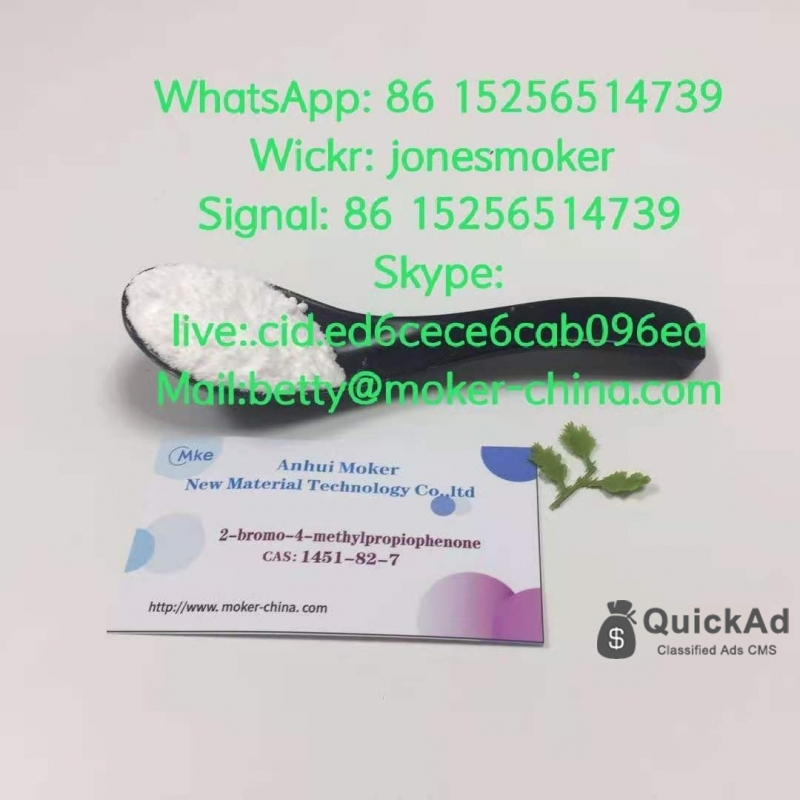 WhatsApp: 86 15256514739
Wickr: jonesmoker
Signal: 86 15256514739
Skype:
live:.cid.ed6cece6cab096ea
Mail:betty@moker-china.com
Mke
Anhui Moker
New Material Technology Co.,ltd
2-bromo-4-methylpropiophenone
CAS: 1451-82-7
http://www.moker-china.com
$
QuickAd
Classified Ads CMS